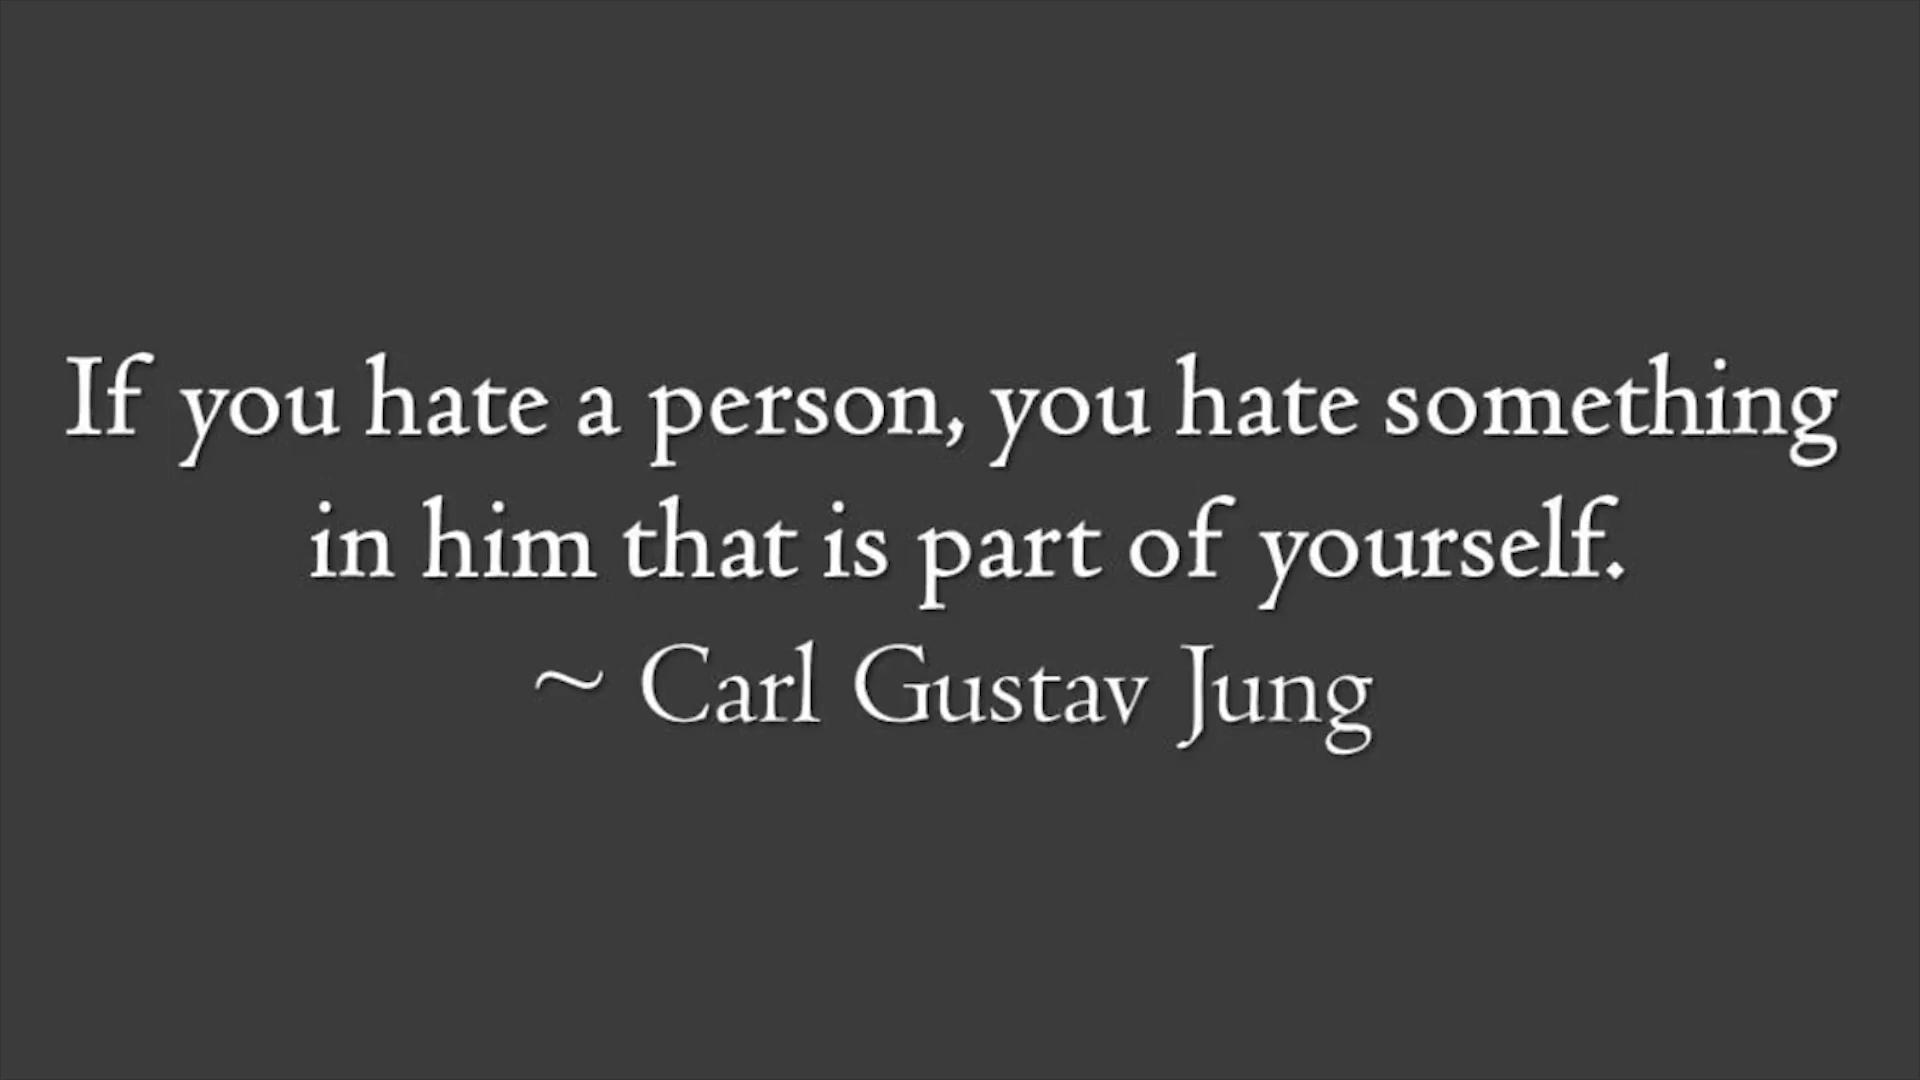 If you hate a person, you hate something
in him that is part of yourself.
~ Carl Gustav Jung